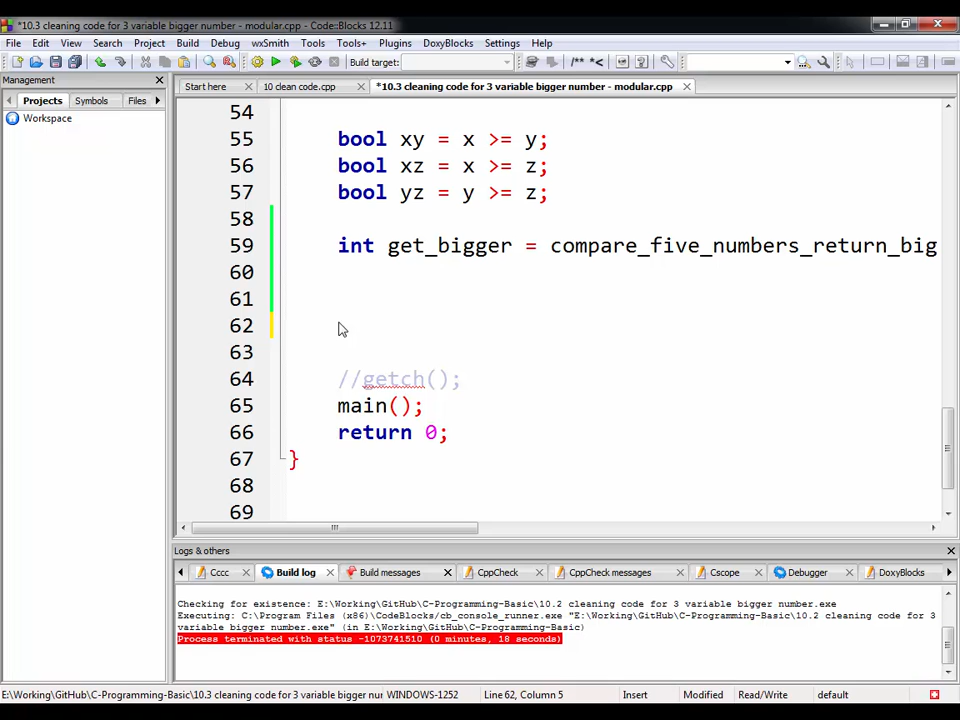 *10.3 cleaning code for 3 variable bigger number - modular.cpp - Code::Blocks 12.11
File Edit View Search Project Build Debug wxSmith Tools Tools+ Plugins DoxyBlocks Settings Help
Build target:
/** *<
Management
Start here 10 clean code.cpp *10.3 cleaning code for 3 variable bigger number - modular.cpp
Projects Symbols Files
Workspace
54
55 bool xy = x >= y;
56 bool xz = x >= z;
57 bool yz = y >= z;
58
59 int get_bigger = compare_five_numbers_return_big
60
61
62
63
64 //getch();
65 main();
66 return 0;
67 }
68
69
Logs & others
Cccc Build log Build messages CppCheck CppCheck messages Cscope Debugger DoxyBlocks
Checking for existence: E:\Working\GitHub\C-Programming-Basic\10.2 cleaning code for 3 variable bigger number.exe
Executing: C:\Program Files (x86)\CodeBlocks/cb_console_runner.exe "E:\Working\GitHub\C-Programming-Basic\10.2 cleaning code for 3
variable bigger number.exe" (in E:\Working\GitHub\C-Programming-Basic)
Process terminated with status -1073741510 (0 minutes, 18 seconds)
E:\Working\GitHub\C-Programming-Basic\10.3 cleaning code for 3 variable bigger nur WINDOWS-1252 Line 62, Column 5 Insert Modified Read/Write default